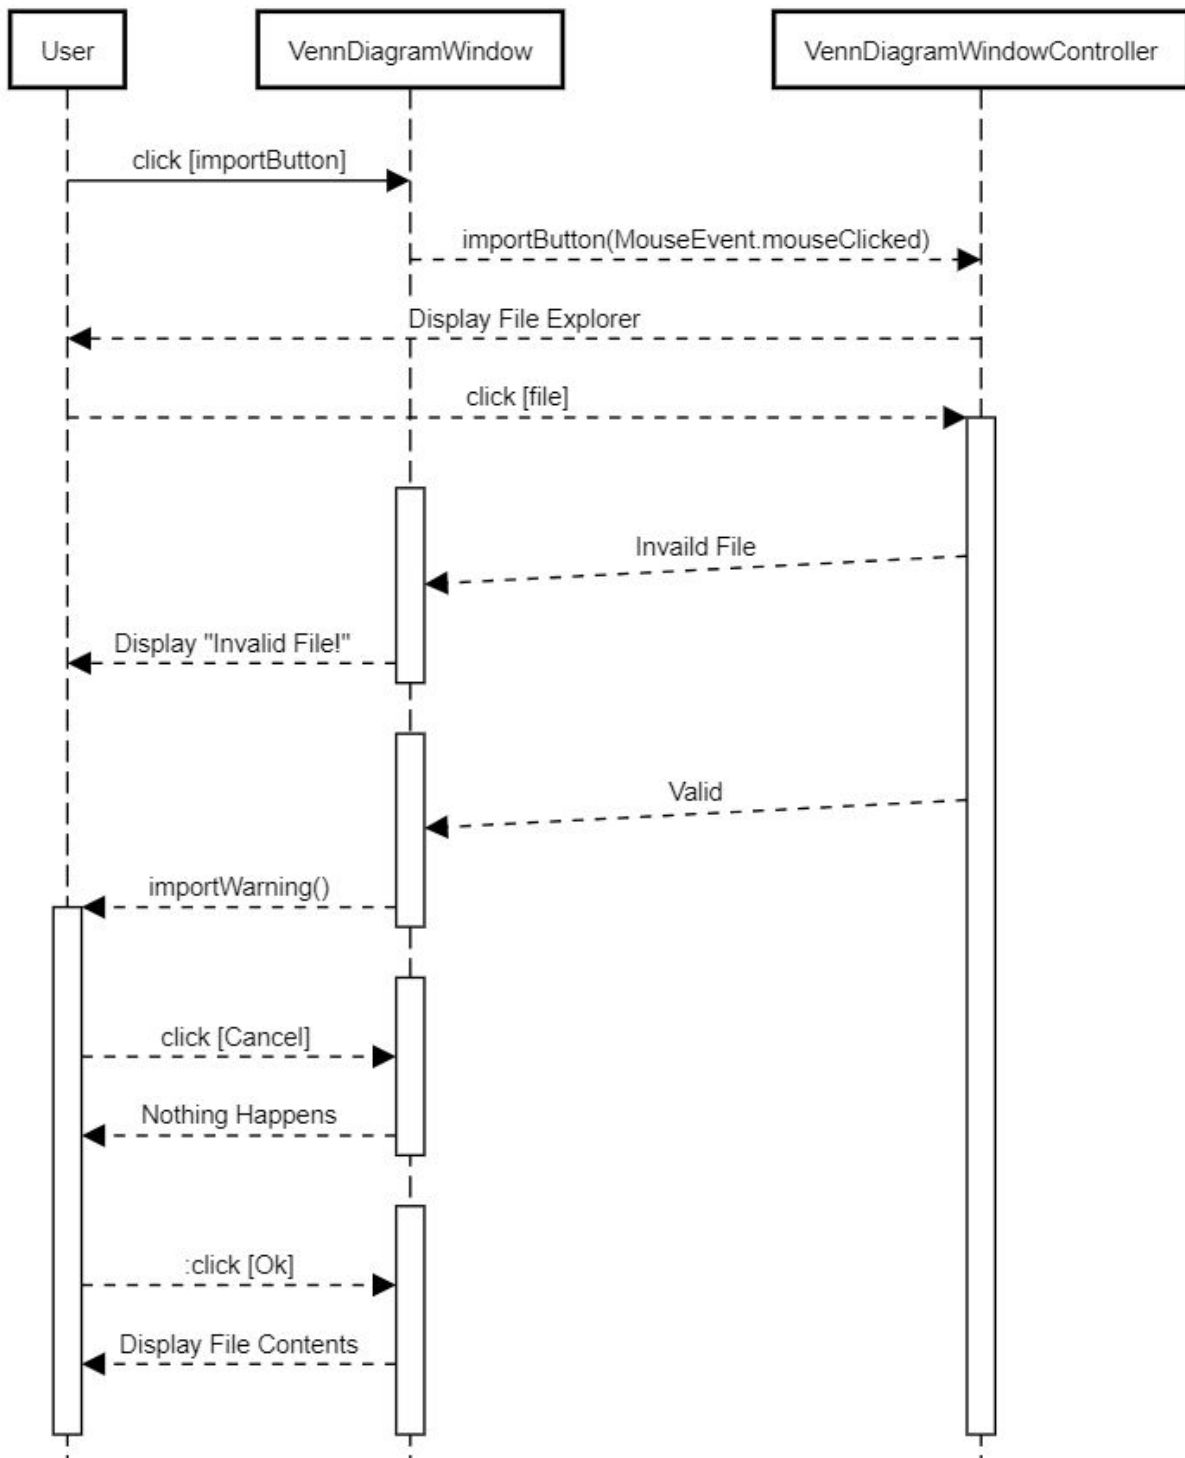 User
VennDiagramWindow
VennDiagramWindowController
click [importButton]
importButton(MouseEvent.mouseClicked)
Display File Explorer
click [file]
Invaild File
Display "Invalid File!"
Valid
importWarning()
click [Cancel]
Nothing Happens
:click [Ok]
Display File Contents